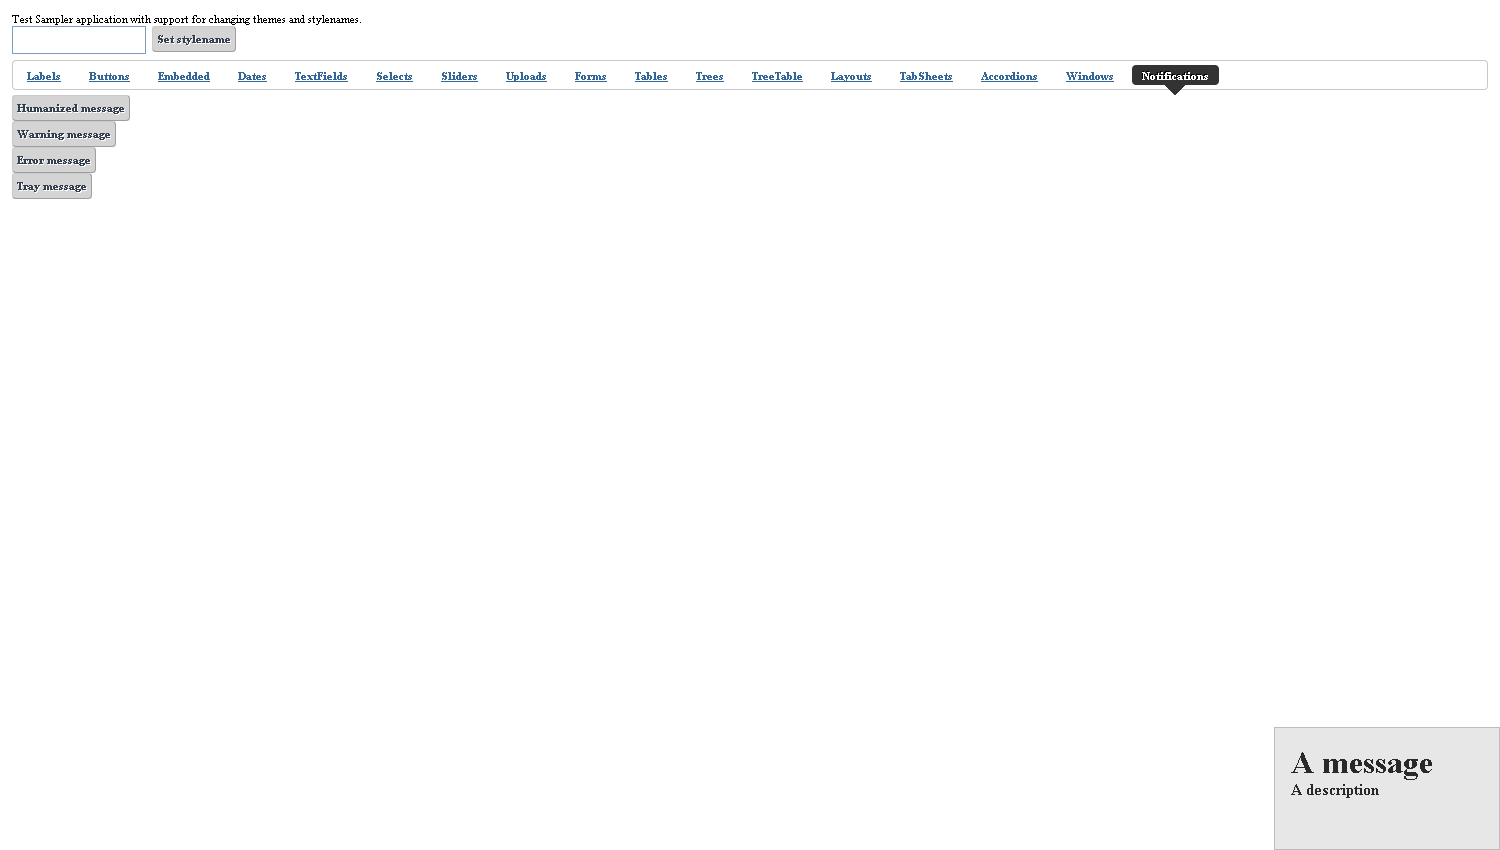 Test Sampler application with support for changing themes and stylenames.
Set stylename
Labels Buttons Embedded Dates TextFields Selects Sliders Uploads Forms Tables Trees TreeTable Layouts TabSheets Accordions Windows Notifications
Humanized message
Warning message
Error message
Tray message
A message
A description